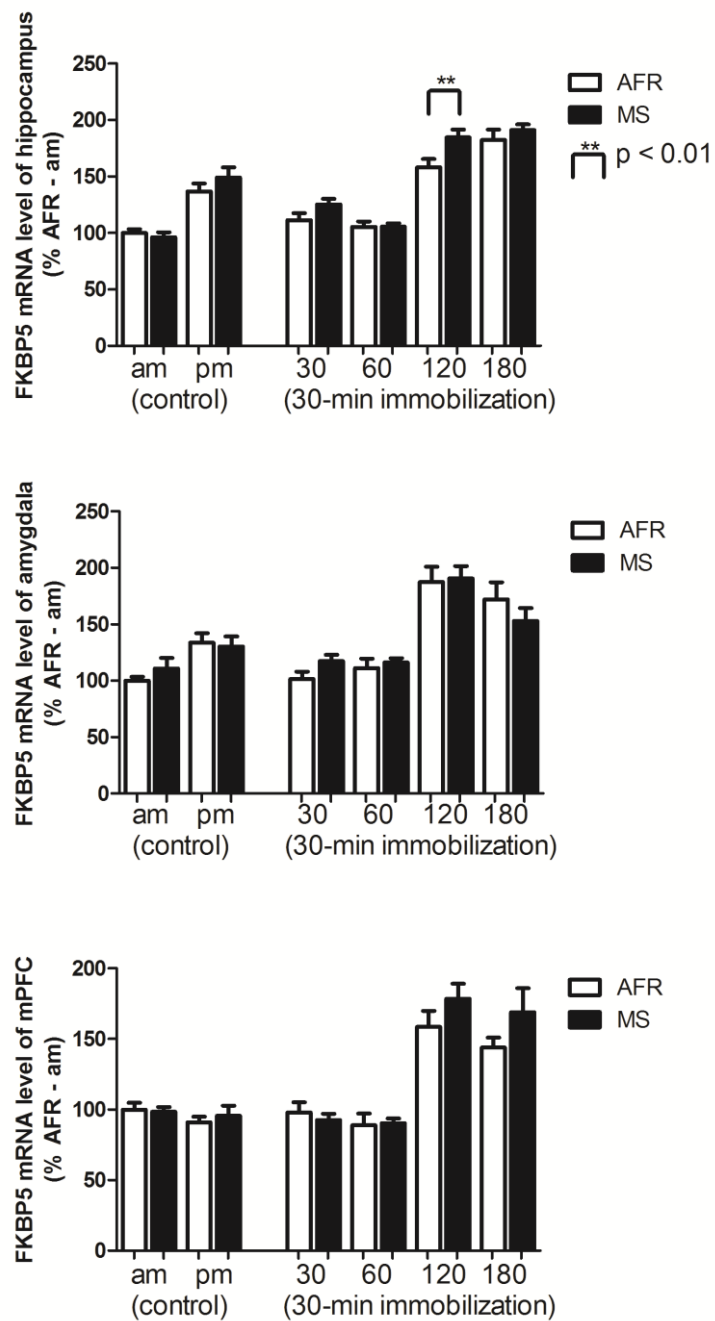 FKBP5 mRNA level of hippocampus
(% AFR - am)
250
200
150
100
50
0
**
AFR
MS
** p < 0.01
am pm 30 60 120 180
(control) (30-min immobilization)
FKBP5 mRNA level of amygdala
(% AFR - am)
250
200
150
100
50
0
AFR
MS
am pm 30 60 120 180
(control) (30-min immobilization)
FKBP5 mRNA level of mPFC
(% AFR - am)
200
150
100
50
0
AFR
MS
am pm 30 60 120 180
(control) (30-min immobilization)